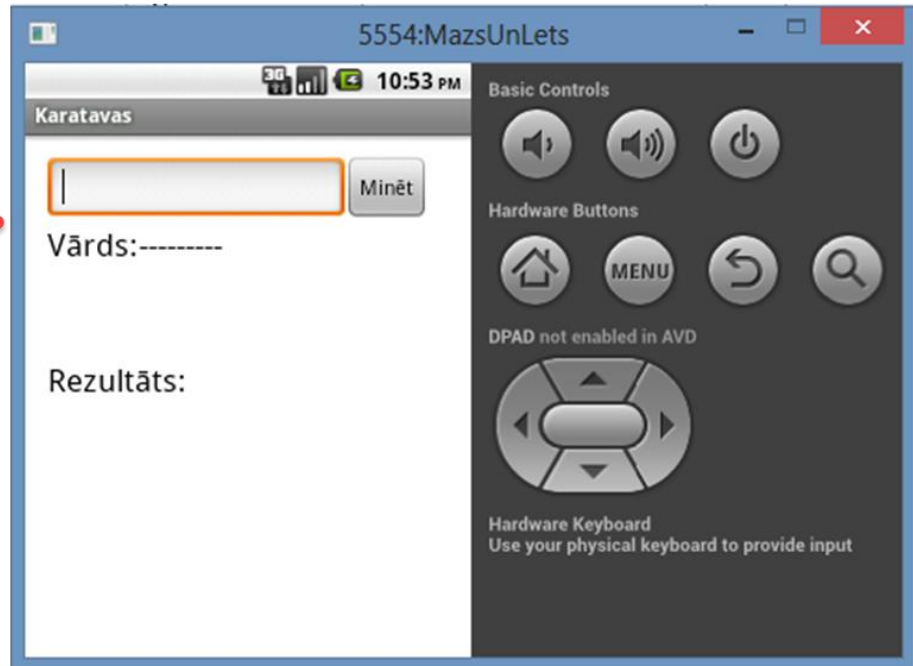 5554:MazsUnLets
3G 10:53 PM
Karatavas
Minēt
Vārds:---------
Rezultāts:
Basic Controls
Hardware Buttons
MENU
DPAD not enabled in AVD
Hardware Keyboard
Use your physical keyboard to provide input